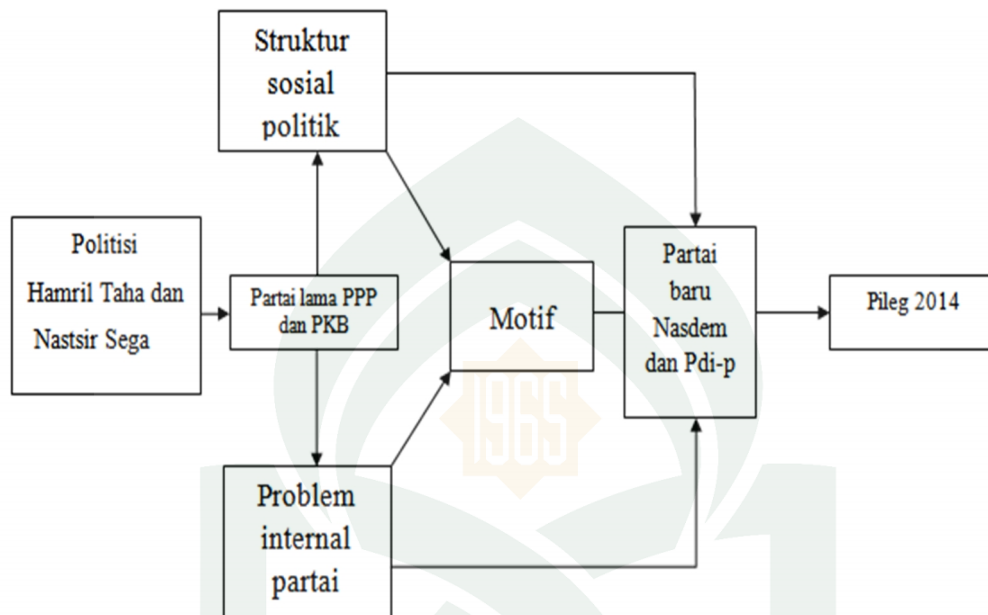 Struktur
sosial
politik
Politisi
Hamril Taha dan
Nastsir Sega
Partai lama PPP
dan PKB
Motif
Partai
baru
Nasdem
dan Pdi-p
Pileg 2014
Problem
internal
partai
1965